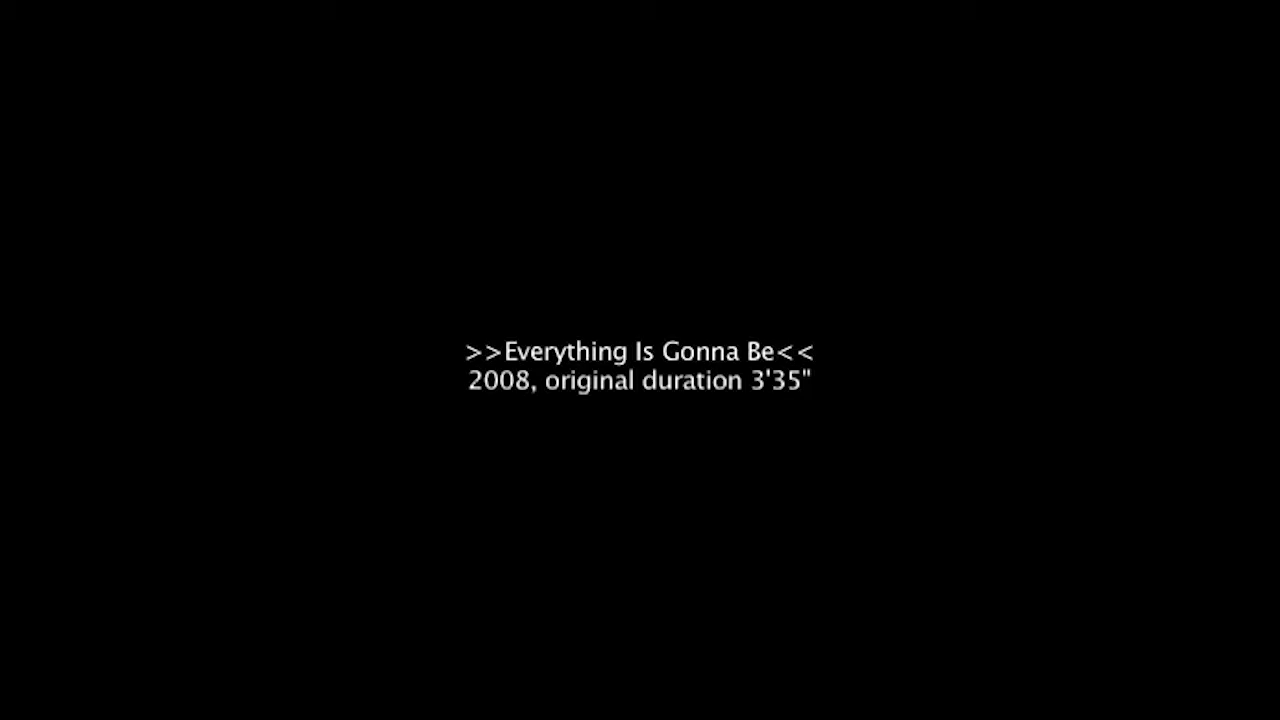 >>Everything Is Gonna Be<<
2008, original duration 3'35"